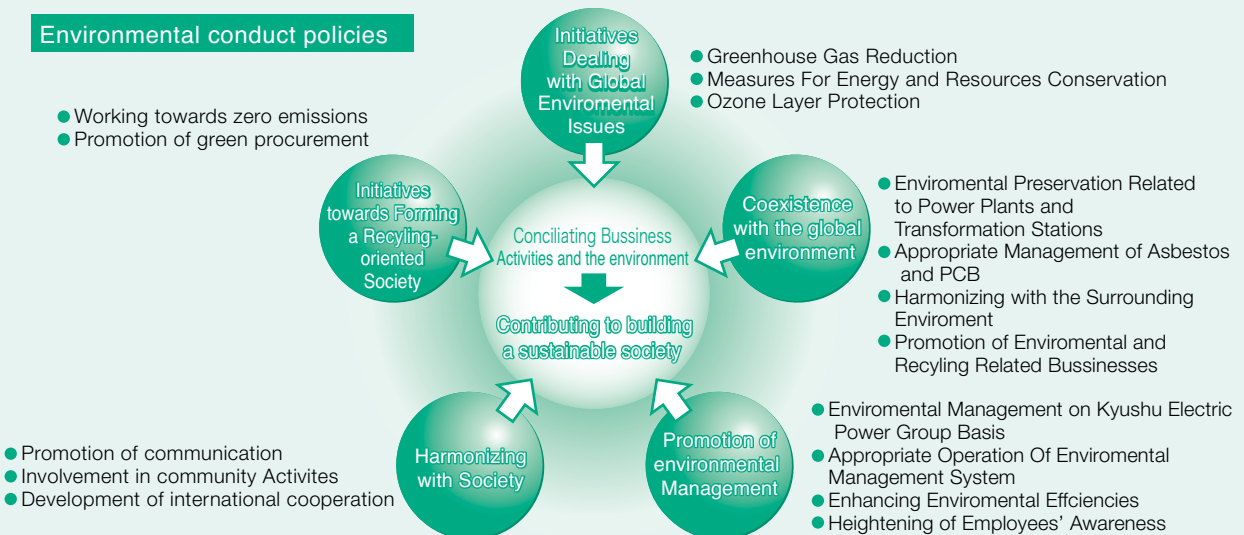 Environmental conduct policies
Initiatives
Dealing
with Global
Enviromental
Issues
● Greenhouse Gas Reduction
● Measures For Energy and Resources Conservation
● Ozone Layer Protection
● Working towards zero emissions
● Promotion of green procurement
Initiatives
towards Forming
a Recyling-
oriented
Society
Conciliating Bussiness
Activities and the environment
Contributing to building
a sustainable society
Coexistence
with the global
environment
● Enviromental Preservation Related
to Power Plants and
Transformation Stations
● Appropriate Management of Asbestos
and PCB
● Harmonizing with the Surrounding
Enviroment
● Promotion of Enviromental and
Recyling Related Bussinesses
● Promotion of communication
● Involvement in community Activites
● Development of international cooperation
Harmonizing
with Society
Promotion of
environmental
Management
● Enviromental Management on Kyushu Electric
Power Group Basis
● Appropriate Operation Of Enviromental
Management System
● Enhancing Enviromental Effciencies
● Heightening of Employees' Awareness